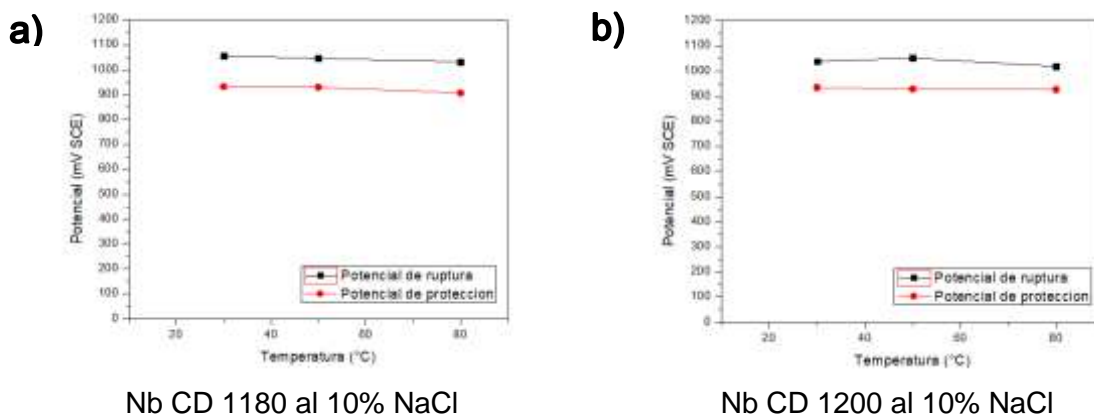 a)
1200
1100
1000
900
800
700
600
500
400
300
200
100
0
Potencial (mV SCE)
Potencial de ruptura
Potencial de proteccion
20
40
60
80
Temperatura (°C)
Nb CD 1180 al 10% NaCl
b)
1200
1100
1000
900
800
700
600
500
400
300
200
100
0
Potencial (mV SCE)
Potencial de ruptura
Potencial de proteccion
20
40
60
80
Temperatura (°C)
Nb CD 1200 al 10% NaCl